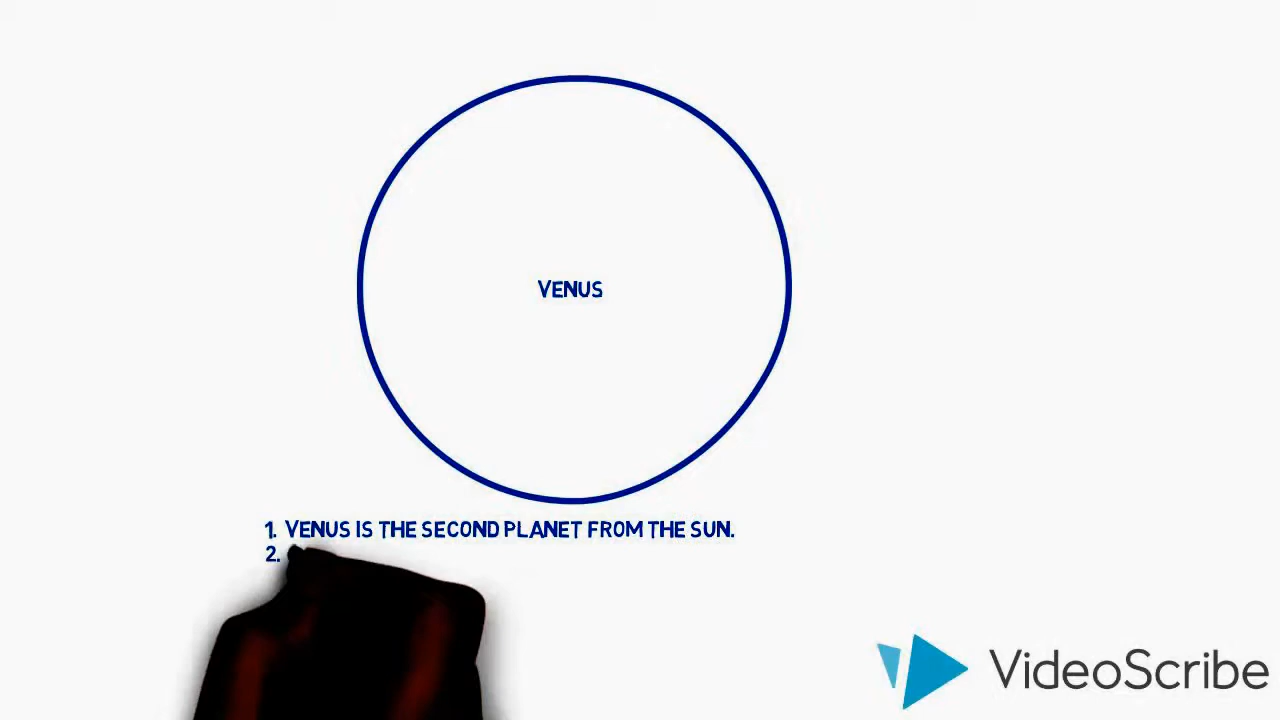 VENUS
1. VENUS IS THE SECOND PLANET FROM THE SUN.
2.
VideoScribe